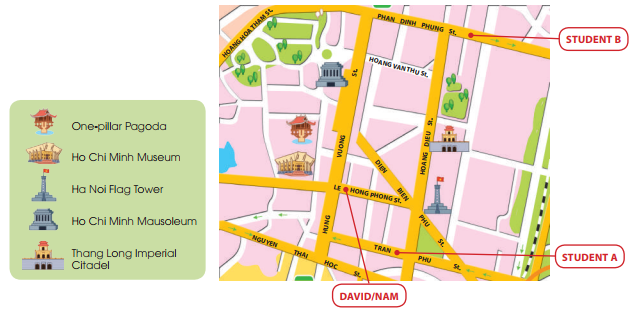 One-pillar Pagoda
Ho Chi Minh Museum
Ha Noi Flag Tower
Ho Chi Minh Mausoleum
Thang Long Imperial
Citadel
HOANG HOA THAM St.
PHAN DINH PHUNG St.
STUDENT B
HOANG VAN THU St.
HUNG VUONG St.
HOANG DIEU St.
DIEN BIEN PHU St.
LE HONG PHONG St.
TRAN PHU St.
NGUYEN THAI HOC St.
STUDENT A
DAVID/NAM